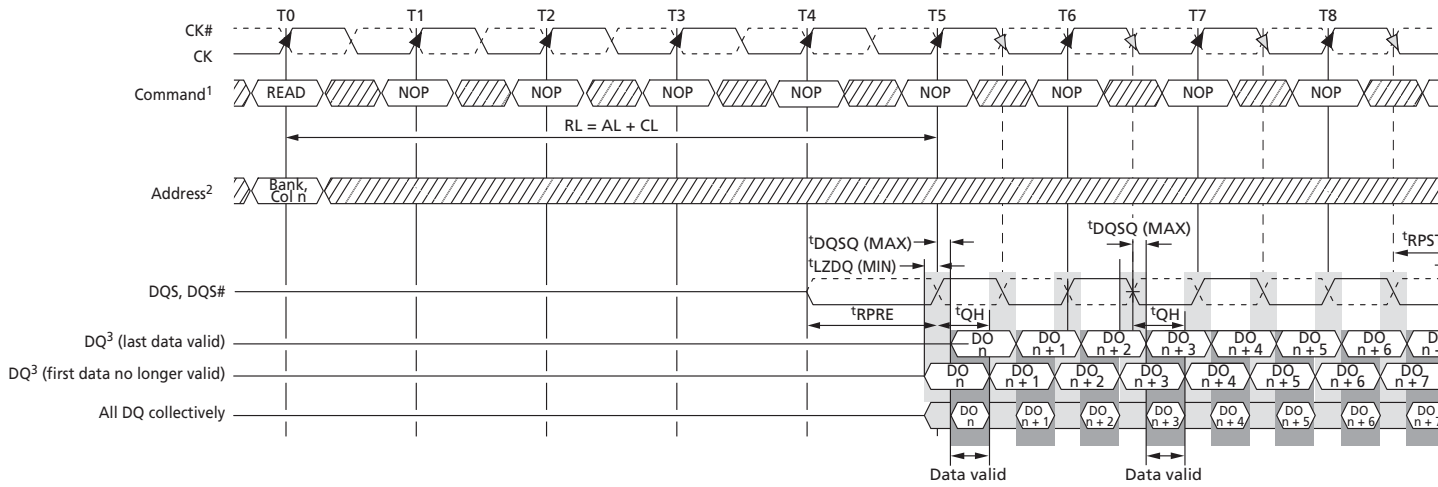 T0 T1 T2 T3 T4 T5 T6 T7 T8
CK#
CK
Command1 READ NOP NOP NOP NOP NOP NOP NOP NOP
RL = AL + CL
Address2 Bank,
Col n
tDQSQ (MAX) tDQSQ (MAX) tRPST
tLZDQ (MIN)
DQS, DQS#
tRPRE tQH tQH
DQ3 (last data valid) DO DO DO DO DO DO DO
n n + 1 n + 2 n + 3 n + 4 n + 5 n + 6
DQ3 (first data no longer valid) DO DO DO DO DO DO DO DO
n n + 1 n + 2 n + 3 n + 4 n + 5 n + 6 n + 7
All DQ collectively DO DO DO DO DO DO DO DO
n n + 1 n + 2 n + 3 n + 4 n + 5 n + 6 n + 7
Data valid Data valid